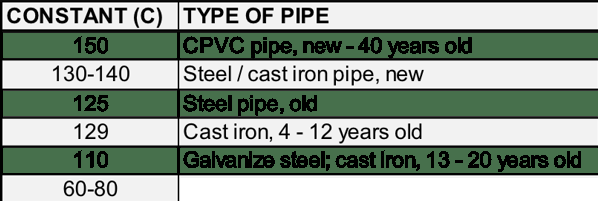 CONSTANT (C) TYPE OF PIPE
150 CPVC pipe, new - 40 years old
130-140 Steel / cast iron pipe, new
125 Steel pipe, old
129 Cast iron, 4 - 12 years old
110 Galvanize steel; cast iron, 13 - 20 years old
60-80